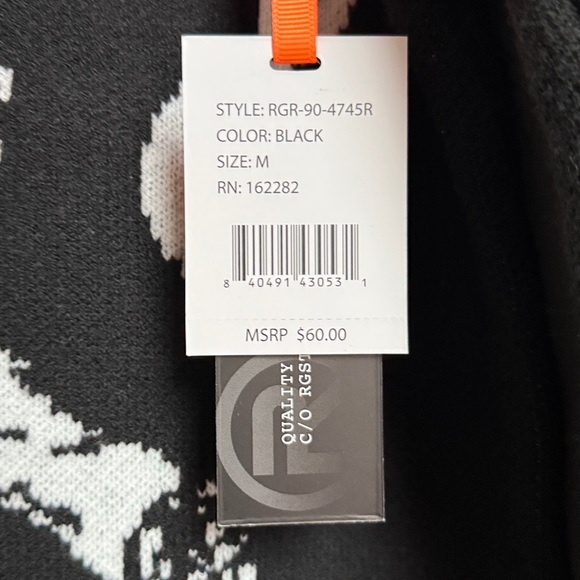 STYLE: RGR-90-4745R
COLOR: BLACK
SIZE: M
RN: 162282
8 40491 43053 1
MSRP $60.00
QUALITY
C/O RGST